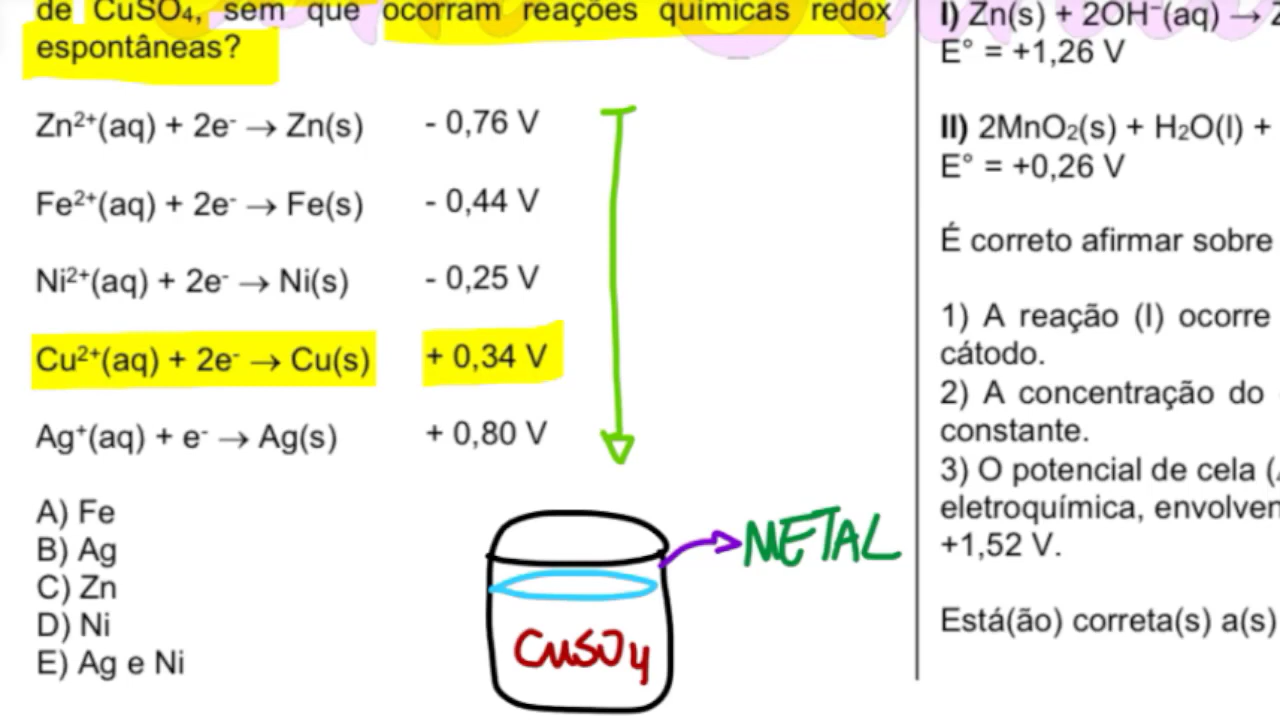 de CuSO₄, sem que ocorram reações químicas redox
espontâneas?
Zn²⁺(aq) + 2e⁻ → Zn(s) - 0,76 V
Fe²⁺(aq) + 2e⁻ → Fe(s) - 0,44 V
Ni²⁺(aq) + 2e⁻ → Ni(s) - 0,25 V
Cu²⁺(aq) + 2e⁻ → Cu(s) + 0,34 V
Ag⁺(aq) + e⁻ → Ag(s) + 0,80 V
A) Fe
B) Ag
C) Zn
D) Ni
E) Ag e Ni
METAL
CuSO4
I) Zn(s) + 2OH⁻(aq) →
E° = +1,26 V
II) 2MnO₂(s) + H₂O(l) +
E° = +0,26 V
É correto afirmar sobre
1) A reação (I) ocorre
cátodo.
2) A concentração do
constante.
3) O potencial de cela (
eletroquímica, envolven
+1,52 V.
Está(ão) correta(s) a(s)